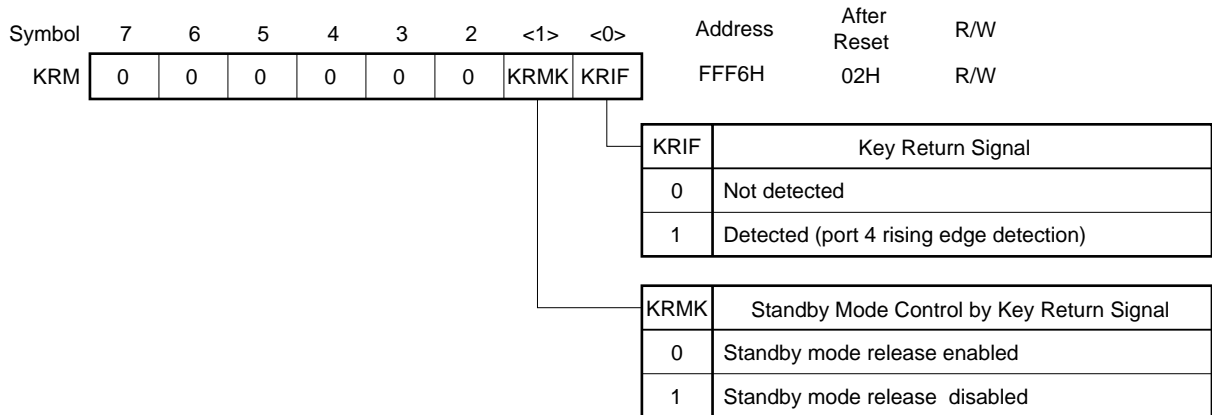 Symbol 7 6 5 4 3 2 <1> <0> Address After Reset R/W
KRM 0 0 0 0 0 0 KRMK KRIF FFF6H 02H R/W
KRIF Key Return Signal
0 Not detected
1 Detected (port 4 rising edge detection)
KRMK Standby Mode Control by Key Return Signal
0 Standby mode release enabled
1 Standby mode release disabled